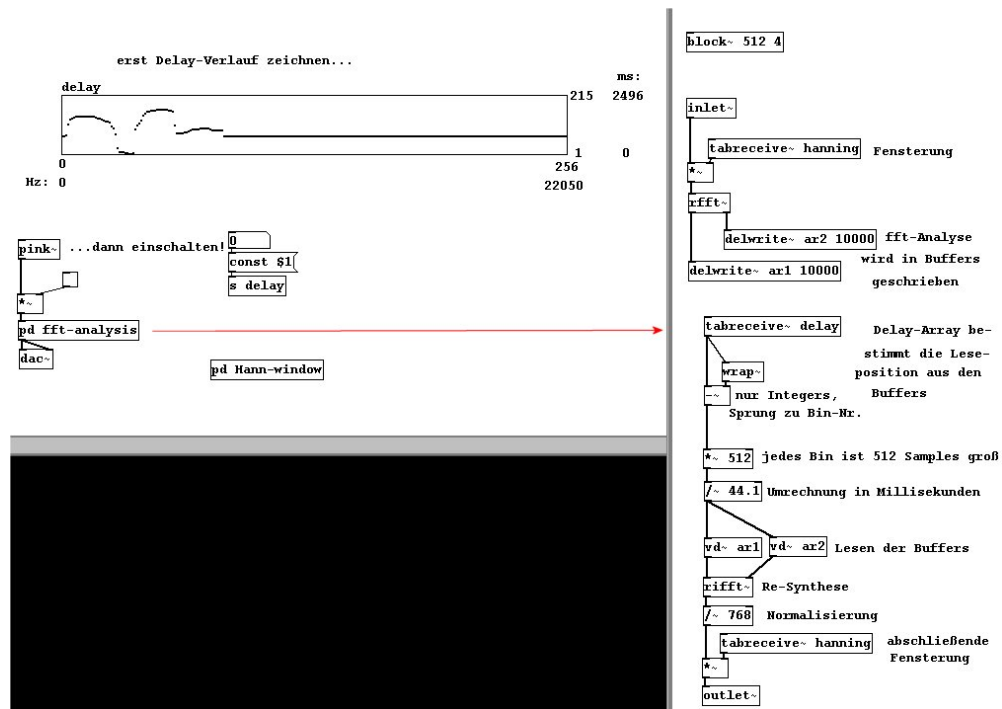 erst Delay-Verlauf zeichnen...
ms:
delay
215 2496
1 0
0
256
Hz: 0
22050
pink~
...dann einschalten!
0
const $1
s delay
*~
pd fft-analysis
dac~
pd Hann-window
block~ 512 4
inlet~
tabreceive~ hanning
Fensterung
*~
rfft~
delwrite~ ar2 10000
fft-Analyse
wird in Buffers
delwrite~ ar1 10000
geschrieben
tabreceive~ delay
Delay-Array be-
stimmt die Lese-
wrap~
position aus den
-~
nur Integers,
Buffers
Sprung zu Bin-Nr.
*~ 512
jedes Bin ist 512 Samples groß
/~ 44.1
Umrechnung in Millisekunden
vd~ ar1
vd~ ar2
Lesen der Buffers
rifft~
Re-Synthese
/~ 768
Normalisierung
tabreceive~ hanning
abschließende
Fensterung
*~
outlet~